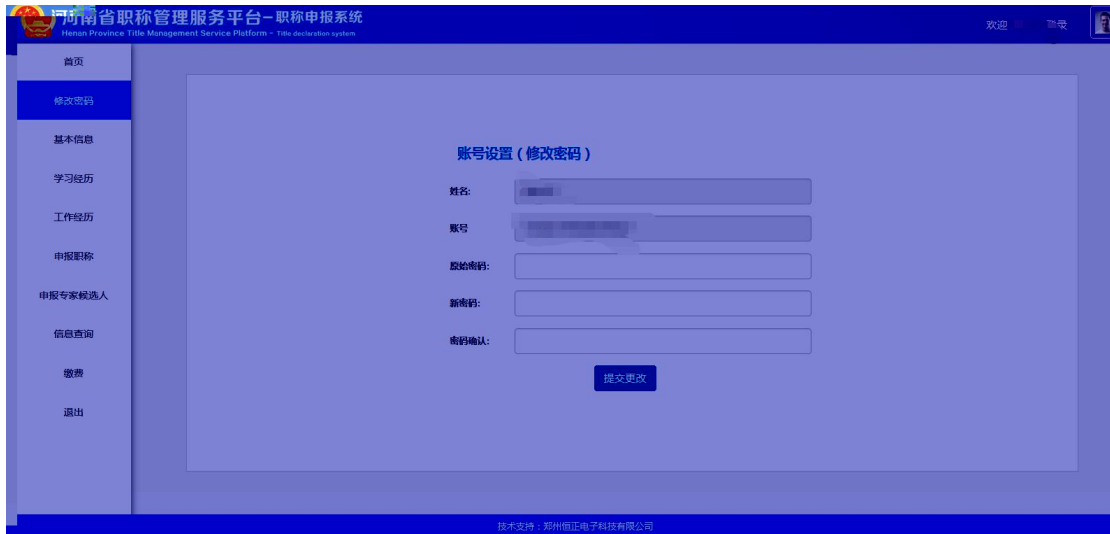 河南省职称管理服务平台-职称申报系统
Henan Province Title Management Service Platform - Title declaration system
欢迎 登录
首页
修改密码
基本信息
学习经历
工作经历
申报职称
申报专家候选人
信息查询
缴费
退出
账号设置(修改密码)
姓名:
账号
原始密码:
新密码:
密码确认:
提交更改
技术支持:郑州恒正电子科技有限公司